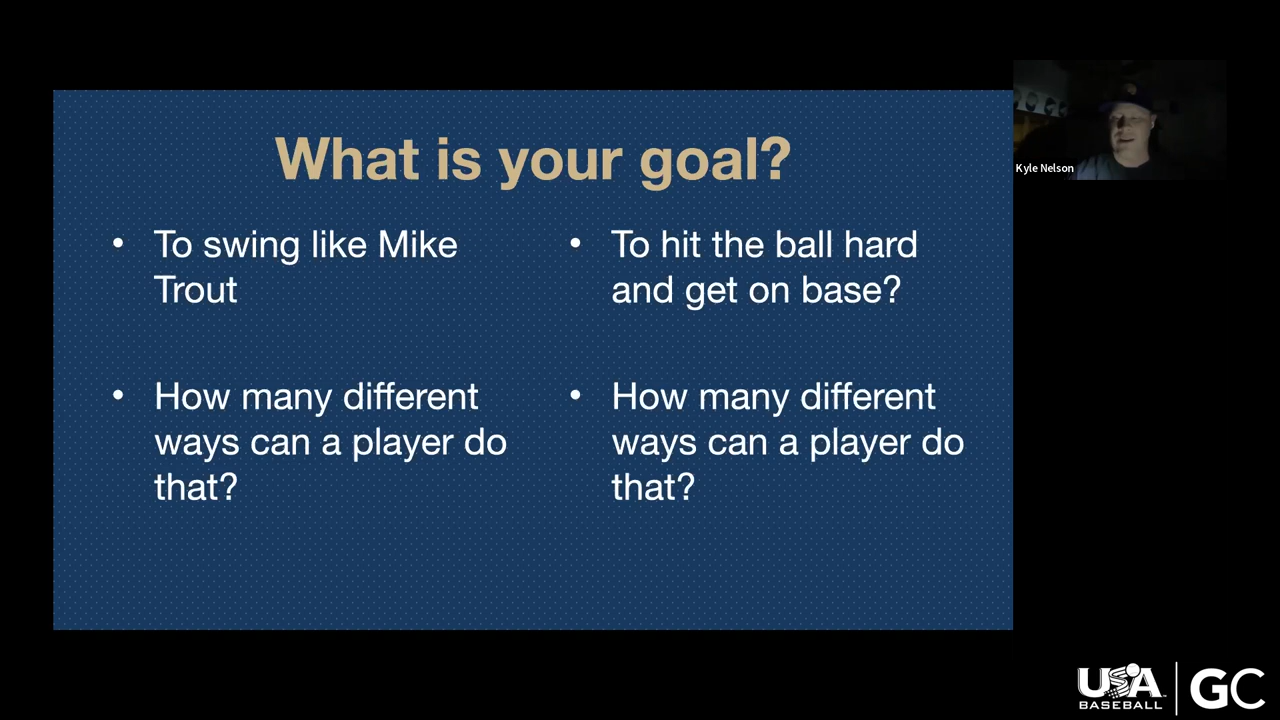 What is your goal?
• To swing like Mike
Trout
• How many different
ways can a player do
that?
• To hit the ball hard
and get on base?
• How many different
ways can a player do
that?
Kyle Nelson
USA
BASEBALL
GC